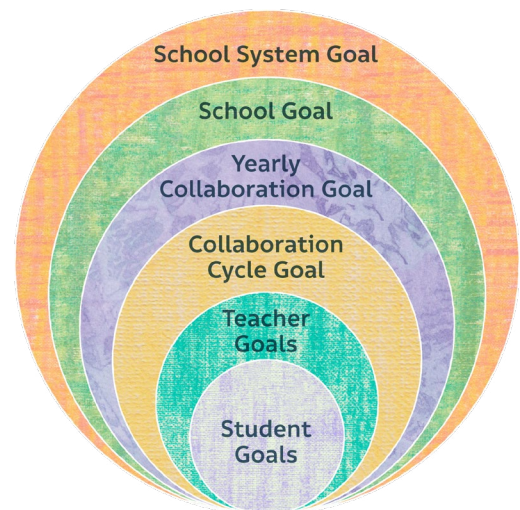 School System Goal
School Goal
Yearly
Collaboration Goal
Collaboration
Cycle Goal
Teacher
Goals
Student
Goals